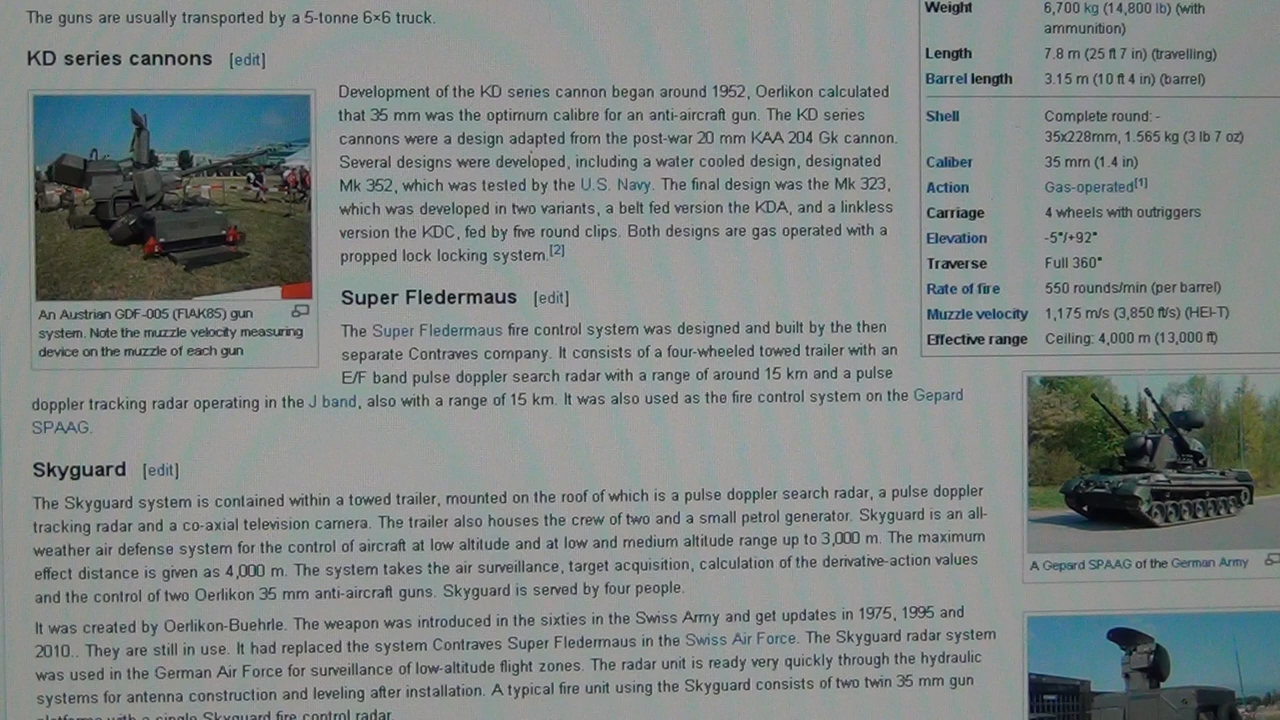 The guns are usually transported by a 5-tonne 6×6 truck.
KD series cannons [edit]
Development of the KD series cannon began around 1952, Oerlikon calculated
that 35 mm was the optimum calibre for an anti-aircraft gun. The KD series
cannons were a design adapted from the post-war 20 mm KAA 204 Gk cannon.
Several designs were developed, including a water cooled design, designated
Mk 352, which was tested by the U.S. Navy. The final design was the Mk 323,
which was developed in two variants, a belt fed version the KDA, and a linkless
version the KDC, fed by five round clips. Both designs are gas operated with a
propped lock locking system.[2]
An Austrian GDF-005 (FlAK85) gun
system. Note the muzzle velocity measuring
device on the muzzle of each gun
Super Fledermaus [edit]
The Super Fledermaus fire control system was designed and built by the then
separate Contraves company. It consists of a four-wheeled towed trailer with an
E/F band pulse doppler search radar with a range of around 15 km and a pulse
doppler tracking radar operating in the J band, also with a range of 15 km. It was also used as the fire control system on the Gepard
SPAAG.
Skyguard [edit]
The Skyguard system is contained within a towed trailer, mounted on the roof of which is a pulse doppler search radar, a pulse doppler
tracking radar and a co-axial television camera. The trailer also houses the crew of two and a small petrol generator. Skyguard is an all-
weather air defense system for the control of aircraft at low altitude and at low and medium altitude range up to 3,000 m. The maximum
effect distance is given as 4,000 m. The system takes the air surveillance, target acquisition, calculation of the derivative-action values
and the control of two Oerlikon 35 mm anti-aircraft guns. Skyguard is served by four people.
It was created by Oerlikon-Buehrle. The weapon was introduced in the sixties in the Swiss Army and get updates in 1975, 1995 and
2010.. They are still in use. It had replaced the system Contraves Super Fledermaus in the Swiss Air Force. The Skyguard radar system
was used in the German Air Force for surveillance of low-altitude flight zones. The radar unit is ready very quickly through the hydraulic
systems for antenna construction and leveling after installation. A typical fire unit using the Skyguard consists of two twin 35 mm gun
platforms with a single Skyguard fire control radar.
Weight 6,700 kg (14,800 lb) (with
ammunition)
Length 7.8 m (25 ft 7 in) (travelling)
Barrel length 3.15 m (10 ft 4 in) (barrel)
Shell Complete round: -
35x228mm, 1.565 kg (3 lb 7 oz)
Caliber 35 mm (1.4 in)
Action Gas-operated[1]
Carriage 4 wheels with outriggers
Elevation -5°/+92°
Traverse Full 360°
Rate of fire 550 rounds/min (per barrel)
Muzzle velocity 1,175 m/s (3,850 ft/s) (HEI-T)
Effective range Ceiling: 4,000 m (13,000 ft)
A Gepard SPAAG of the German Army